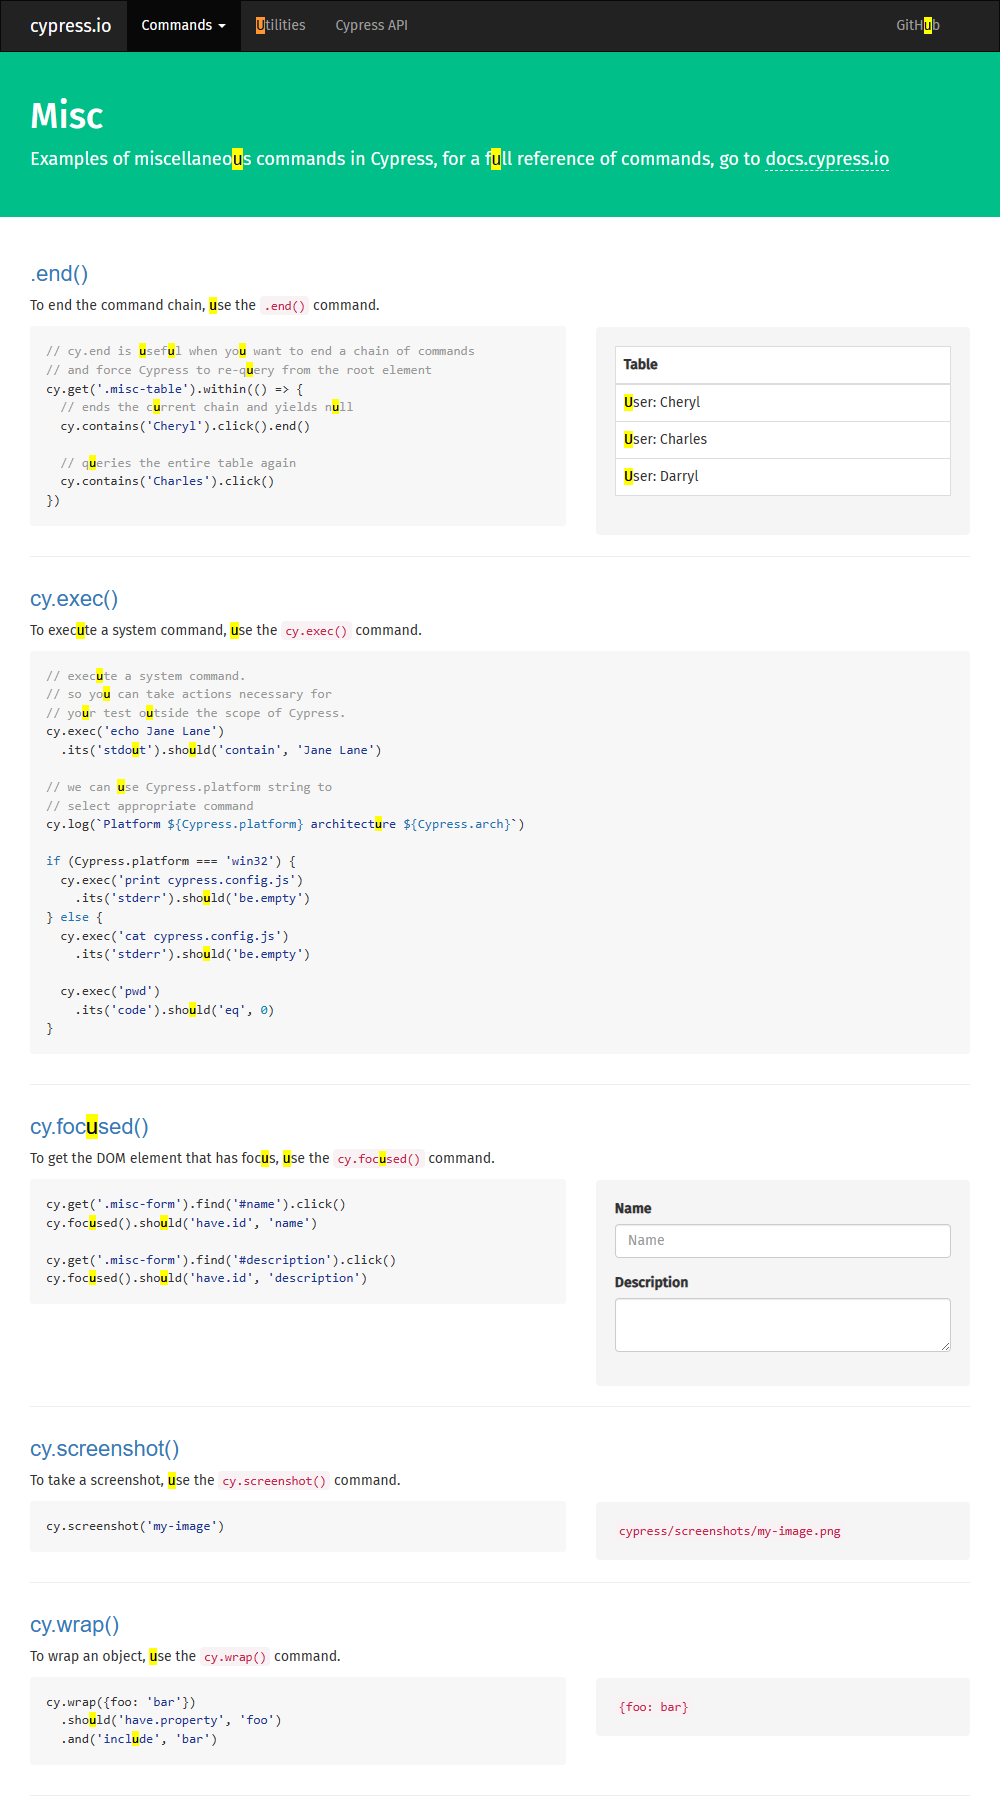 cypress.io Commands Utilities Cypress API GitHub
Misc
Examples of miscellaneous commands in Cypress, for a full reference of commands, go to docs.cypress.io
.end()
To end the command chain, use the .end() command.
// cy.end is useful when you want to end a chain of commands
// and force Cypress to re-query from the root element
cy.get('.misc-table').within(() => {
  // ends the current chain and yields null
  cy.contains('Cheryl').click().end()
  // queries the entire table again
  cy.contains('Charles').click()
})
Table
User: Cheryl
User: Charles
User: Darryl
cy.exec()
To execute a system command, use the cy.exec() command.
// execute a system command.
// so you can take actions necessary for
// your test outside the scope of Cypress.
cy.exec('echo Jane Lane')
  .its('stdout').should('contain', 'Jane Lane')
// we can use Cypress.platform string to
// select appropriate command
cy.log(`Platform ${Cypress.platform} architecture ${Cypress.arch}`)
if (Cypress.platform === 'win32') {
  cy.exec('print cypress.config.js')
    .its('stderr').should('be.empty')
} else {
  cy.exec('cat cypress.config.js')
    .its('stderr').should('be.empty')
  cy.exec('pwd')
    .its('code').should('eq', 0)
}
cy.focused()
To get the DOM element that has focus, use the cy.focused() command.
cy.get('.misc-form').find('#name').click()
cy.focused().should('have.id', 'name')
cy.get('.misc-form').find('#description').click()
cy.focused().should('have.id', 'description')
Name
Name
Description
cy.screenshot()
To take a screenshot, use the cy.screenshot() command.
cy.screenshot('my-image')
cypress/screenshots/my-image.png
cy.wrap()
To wrap an object, use the cy.wrap() command.
cy.wrap({foo: 'bar'})
  .should('have.property', 'foo')
  .and('include', 'bar')
{foo: bar}